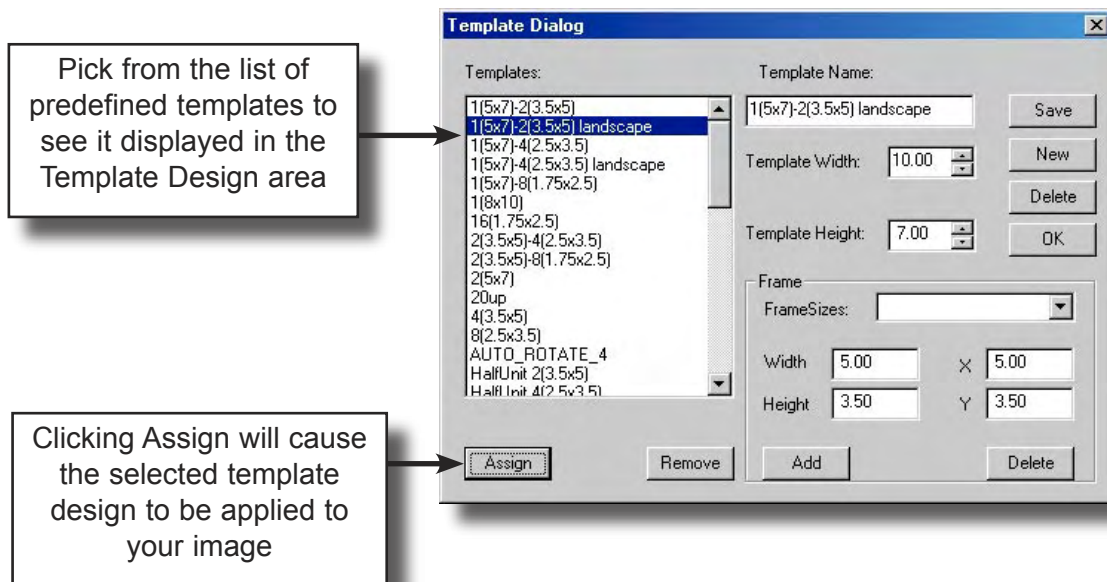 Pick from the list of
predefined templates to
see it displayed in the
Template Design area
Clicking Assign will cause
the selected template
design to be applied to
your image
Template Dialog
Templates:
1(5x7)-2(3.5x5)
1(5x7)-2(3.5x5) landscape
1(5x7)-4(2.5x3.5)
1(5x7)-4(2.5x3.5) landscape
1(5x7)-8(1.75x2.5)
1(8x10)
16(1.75x2.5)
2(3.5x5)-4(2.5x3.5)
2(3.5x5)-8(1.75x2.5)
2(5x7)
20up
4(3.5x5)
8(2.5x3.5)
AUTO_ROTATE_4
HalfUnit 2(3.5x5)
HalfUnit 4(2.5x3.5)
Assign
Remove
Template Name:
1(5x7)-2(3.5x5) landscape
Save
Template Width: 10.00
New
Delete
Template Height: 7.00
OK
Frame
FrameSizes:
Width 5.00 X 5.00
Height 3.50 Y 3.50
Add
Delete